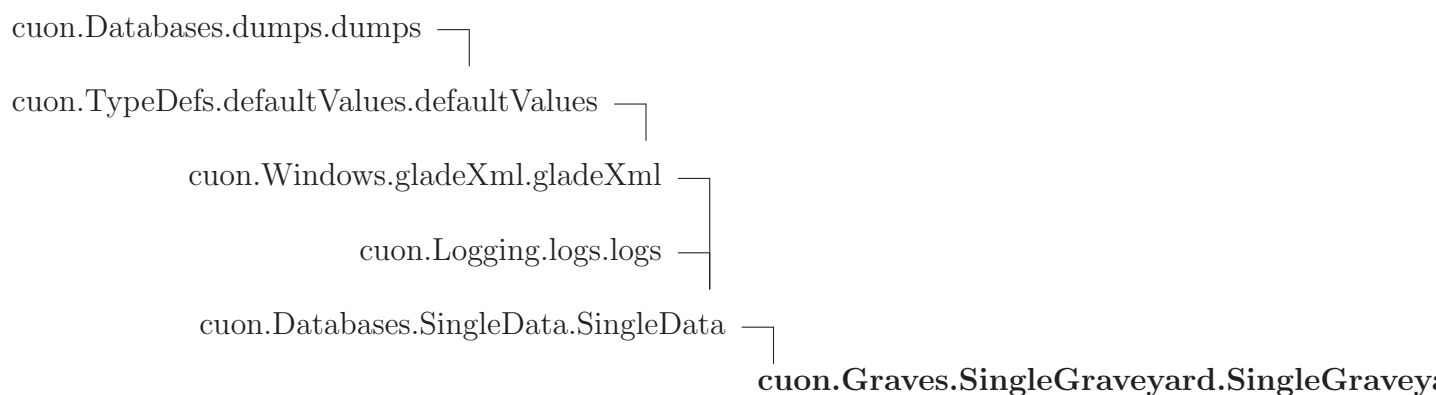 cuon.Databases.dumps.dumps
cuon.TypeDefs.defaultValues.defaultValues
cuon.Windows.gladeXml.gladeXml
cuon.Logging.logs.logs
cuon.Databases.SingleData.SingleData
cuon.Graves.SingleGraveyard.SingleGraveya